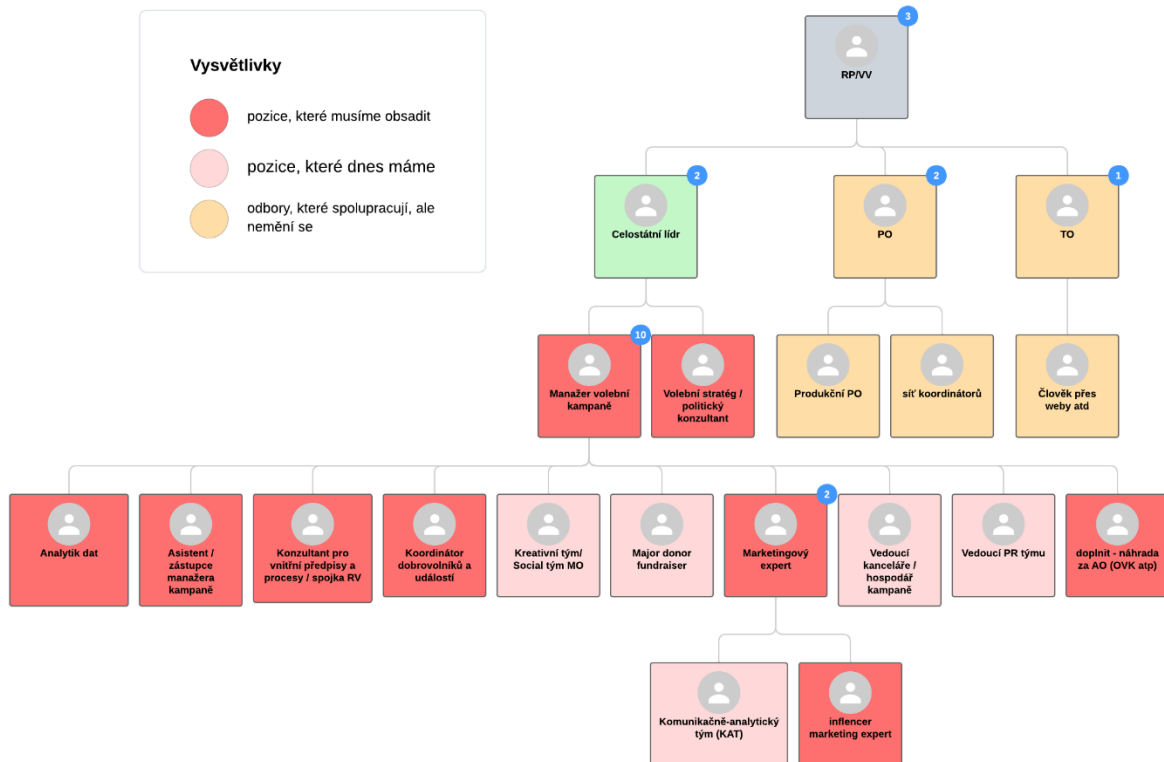 3
RP/VV
Vysvětlivky
pozice, které musíme obsadit
pozice, které dnes máme
odbory, které spolupracují, ale
nemění se
2
Celostátní lídr
2
PO
1
TO
10
Manažer volební
kampaně
Volební stratég /
politický
konzultant
Produkční PO
síť koordinátorů
Člověk přes
weby atd
Analytik dat
Asistent /
zástupce
manažera
kampaně
Konzultant pro
vnitřní předpisy a
procesy / spojka RV
Koordinátor
dobrovolníků a
událostí
Kreativní tým/
Social tým MO
Major donor
fundraiser
2
Marketingový
expert
Vedoucí
kanceláře /
hospodář
kampaně
Vedoucí PR týmu
doplnit - náhrada
za AO (OVK atp)
Komunikačně-analytický
tým (KAT)
inflencer
marketing expert